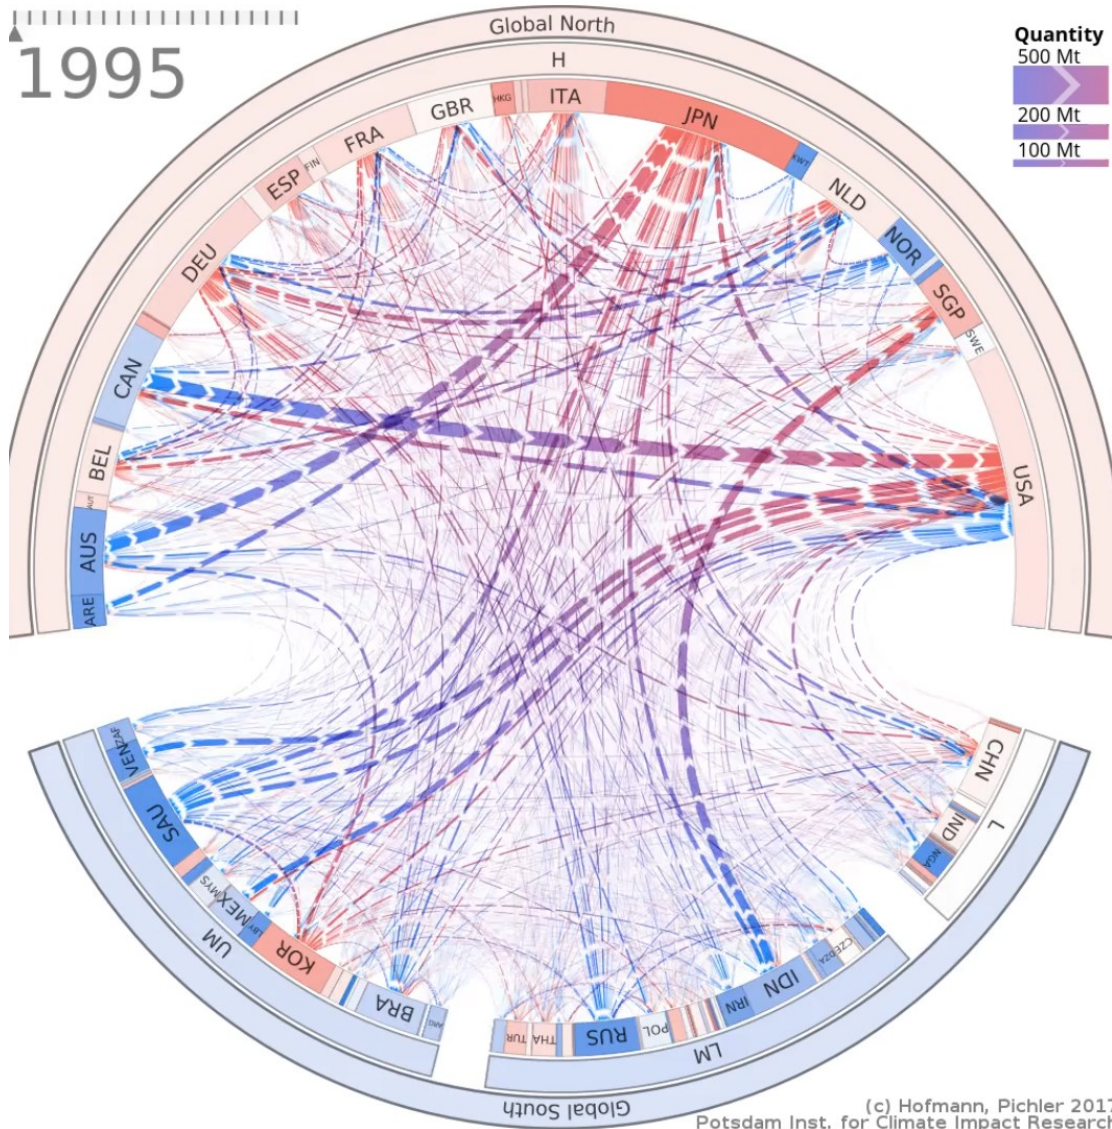 1995
Quantity
500 Mt
200 Mt
100 Mt
Global North
H
GBR
HKG
ITA
JPN
KWT
FRA
FIN
ESP
NLD
NOR
DEU
SGP
SWE
CAN
BEL
AUT
AUS
ARE
USA
VEN
ZAF
SAU
MYS
MEX
LBY
UM
KOR
BRA
ARG
CHN
IND
NGA
L
CZE
DZA
IDN
IRN
TUR
THA
RUS
POL
LM
Global South
(c) Hofmann, Pichler 2017
Potsdam Inst. for Climate Impact Research